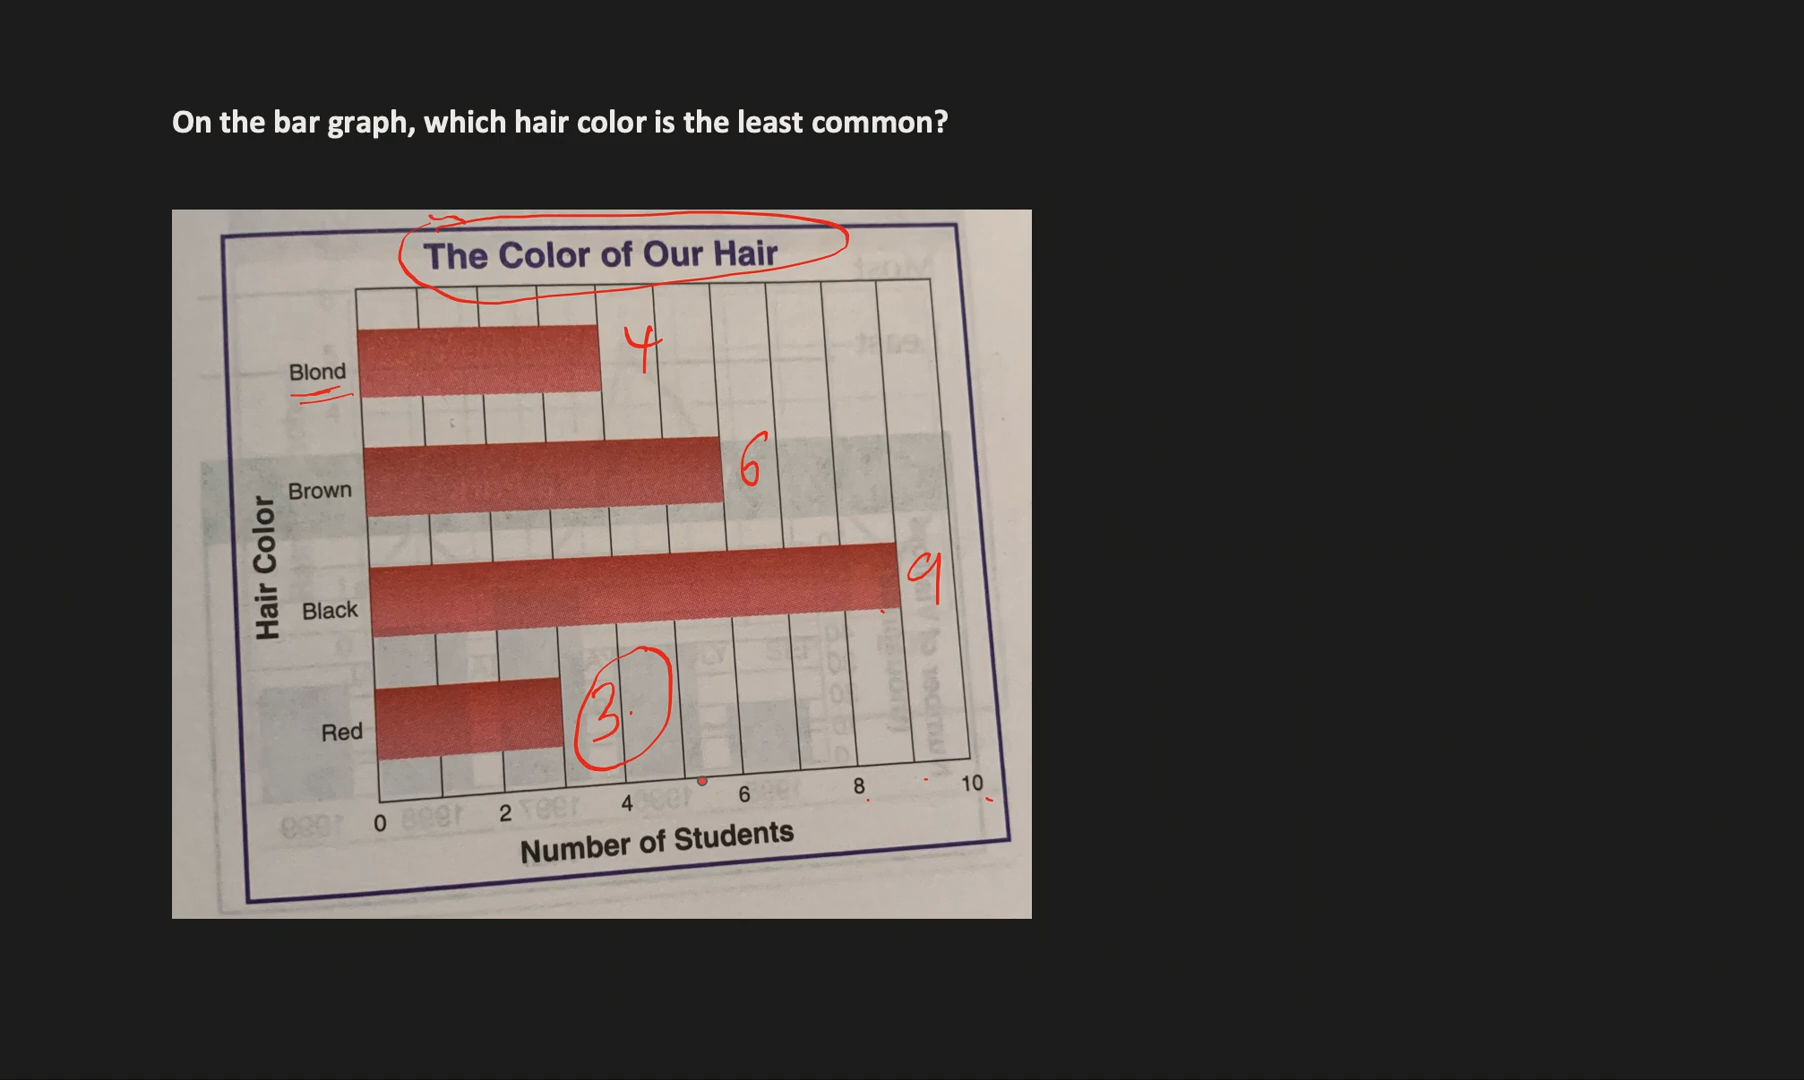 On the bar graph, which hair color is the least common?
The Color of Our Hair
Blond
4
Brown
6
Hair Color
Black
9
Red
3
0 2 4 6 8 10
Number of Students